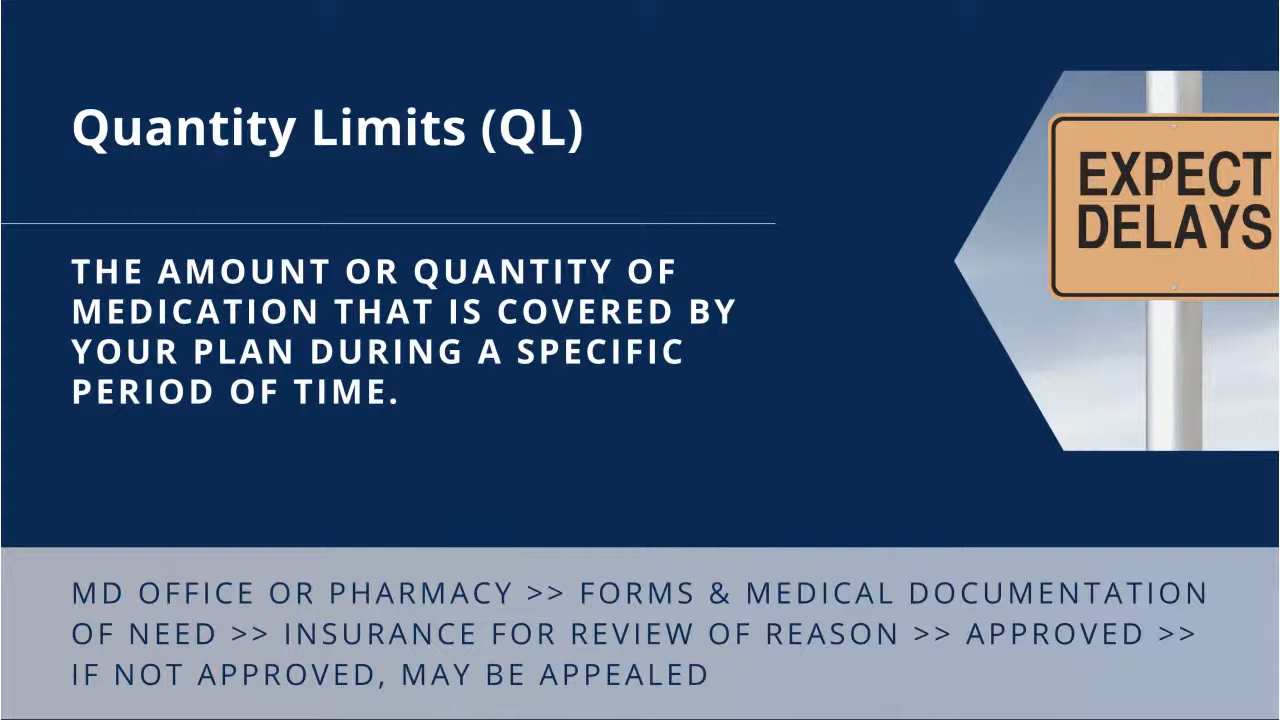 Quantity Limits (QL)
THE AMOUNT OR QUANTITY OF
MEDICATION THAT IS COVERED BY
YOUR PLAN DURING A SPECIFIC
PERIOD OF TIME.
EXPECT
DELAYS
MD OFFICE OR PHARMACY >> FORMS & MEDICAL DOCUMENTATION
OF NEED >> INSURANCE FOR REVIEW OF REASON >> APPROVED >>
IF NOT APPROVED, MAY BE APPEALED